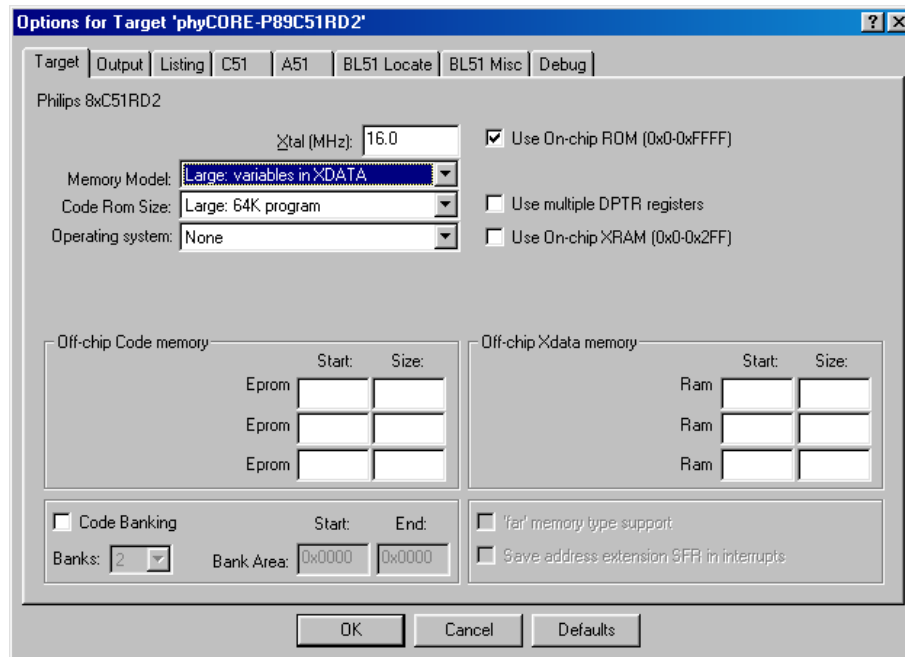 Options for Target 'phyCORE-P89C51RD2'
Target Output Listing C51 A51 BL51 Locate BL51 Misc Debug
Philips 8xC51RD2
Xtal (MHz): 16.0
Use On-chip ROM (0x0-0xFFFF)
Memory Model: Large: variables in XDATA
Code Rom Size: Large: 64K program
Use multiple DPTR registers
Operating system: None
Use On-chip XRAM (0x0-0x2FF)
Off-chip Code memory
Start: Size:
Eprom
Eprom
Eprom
Off-chip Xdata memory
Start: Size:
Ram
Ram
Ram
Code Banking Start: End:
Banks: 2 Bank Area: 0x0000 0x0000
'far' memory type support
Save address extension SFR in interrupts
OK Cancel Defaults